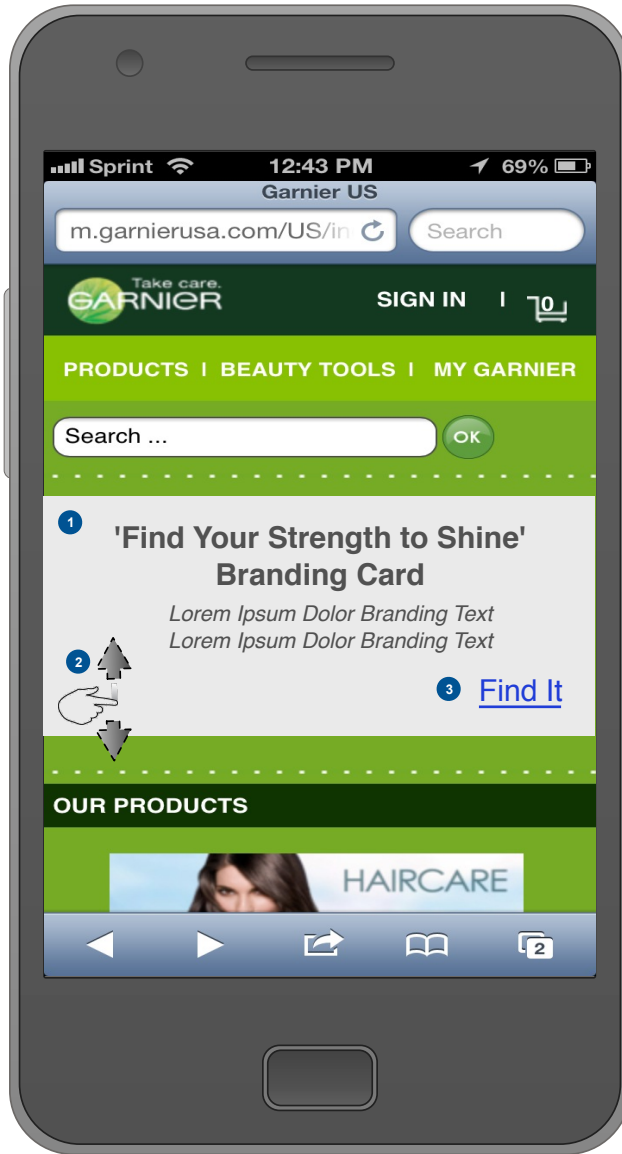 Sprint 12:43 PM 69%
Garnier US
m.garnierusa.com/US/in Search
Take care.
GARNIER SIGN IN I 0
PRODUCTS I BEAUTY TOOLS I MY GARNIER
Search ... OK
1
'Find Your Strength to Shine'
Branding Card
Lorem Ipsum Dolor Branding Text
Lorem Ipsum Dolor Branding Text
2
3 Find It
OUR PRODUCTS
HAIRCARE
2